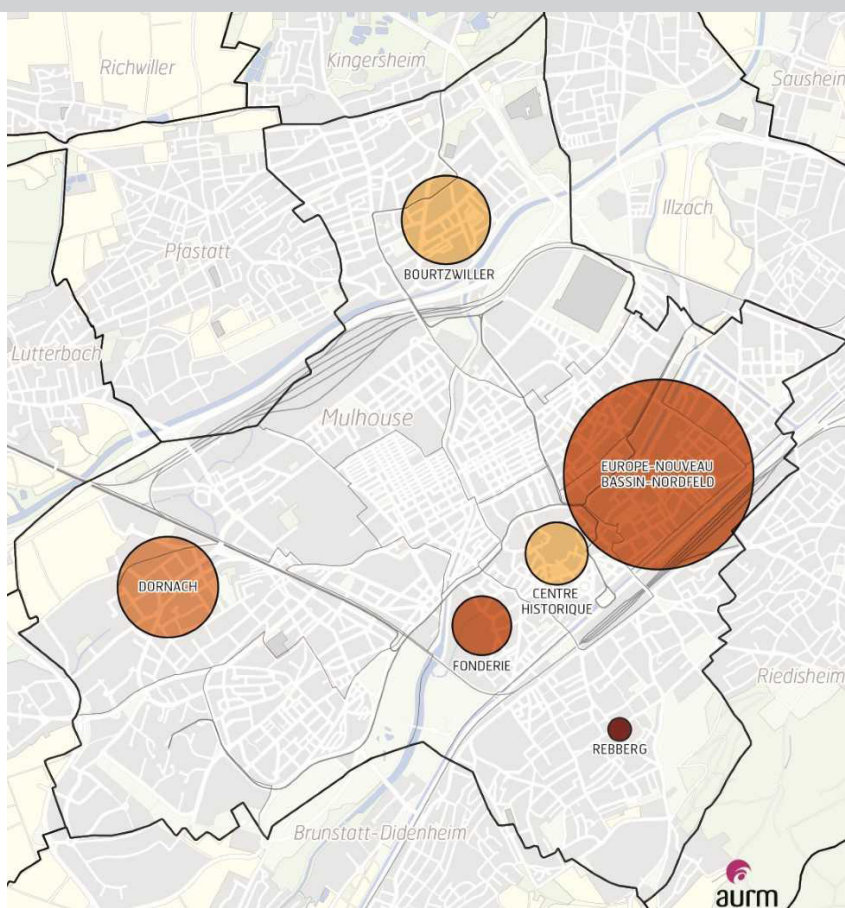 Richwiller
Kingersheim
Sausheim
Illzach
Pfastatt
BOURTZWILLER
Lutterbach
Mulhouse
EUROPE-NOUVEAU
BASSIN-NORDFELD
DORNACH
CENTRE
HISTORIQUE
FONDERIE
Riedisheim
REBBERG
Brunstatt-Didenheim
aurm